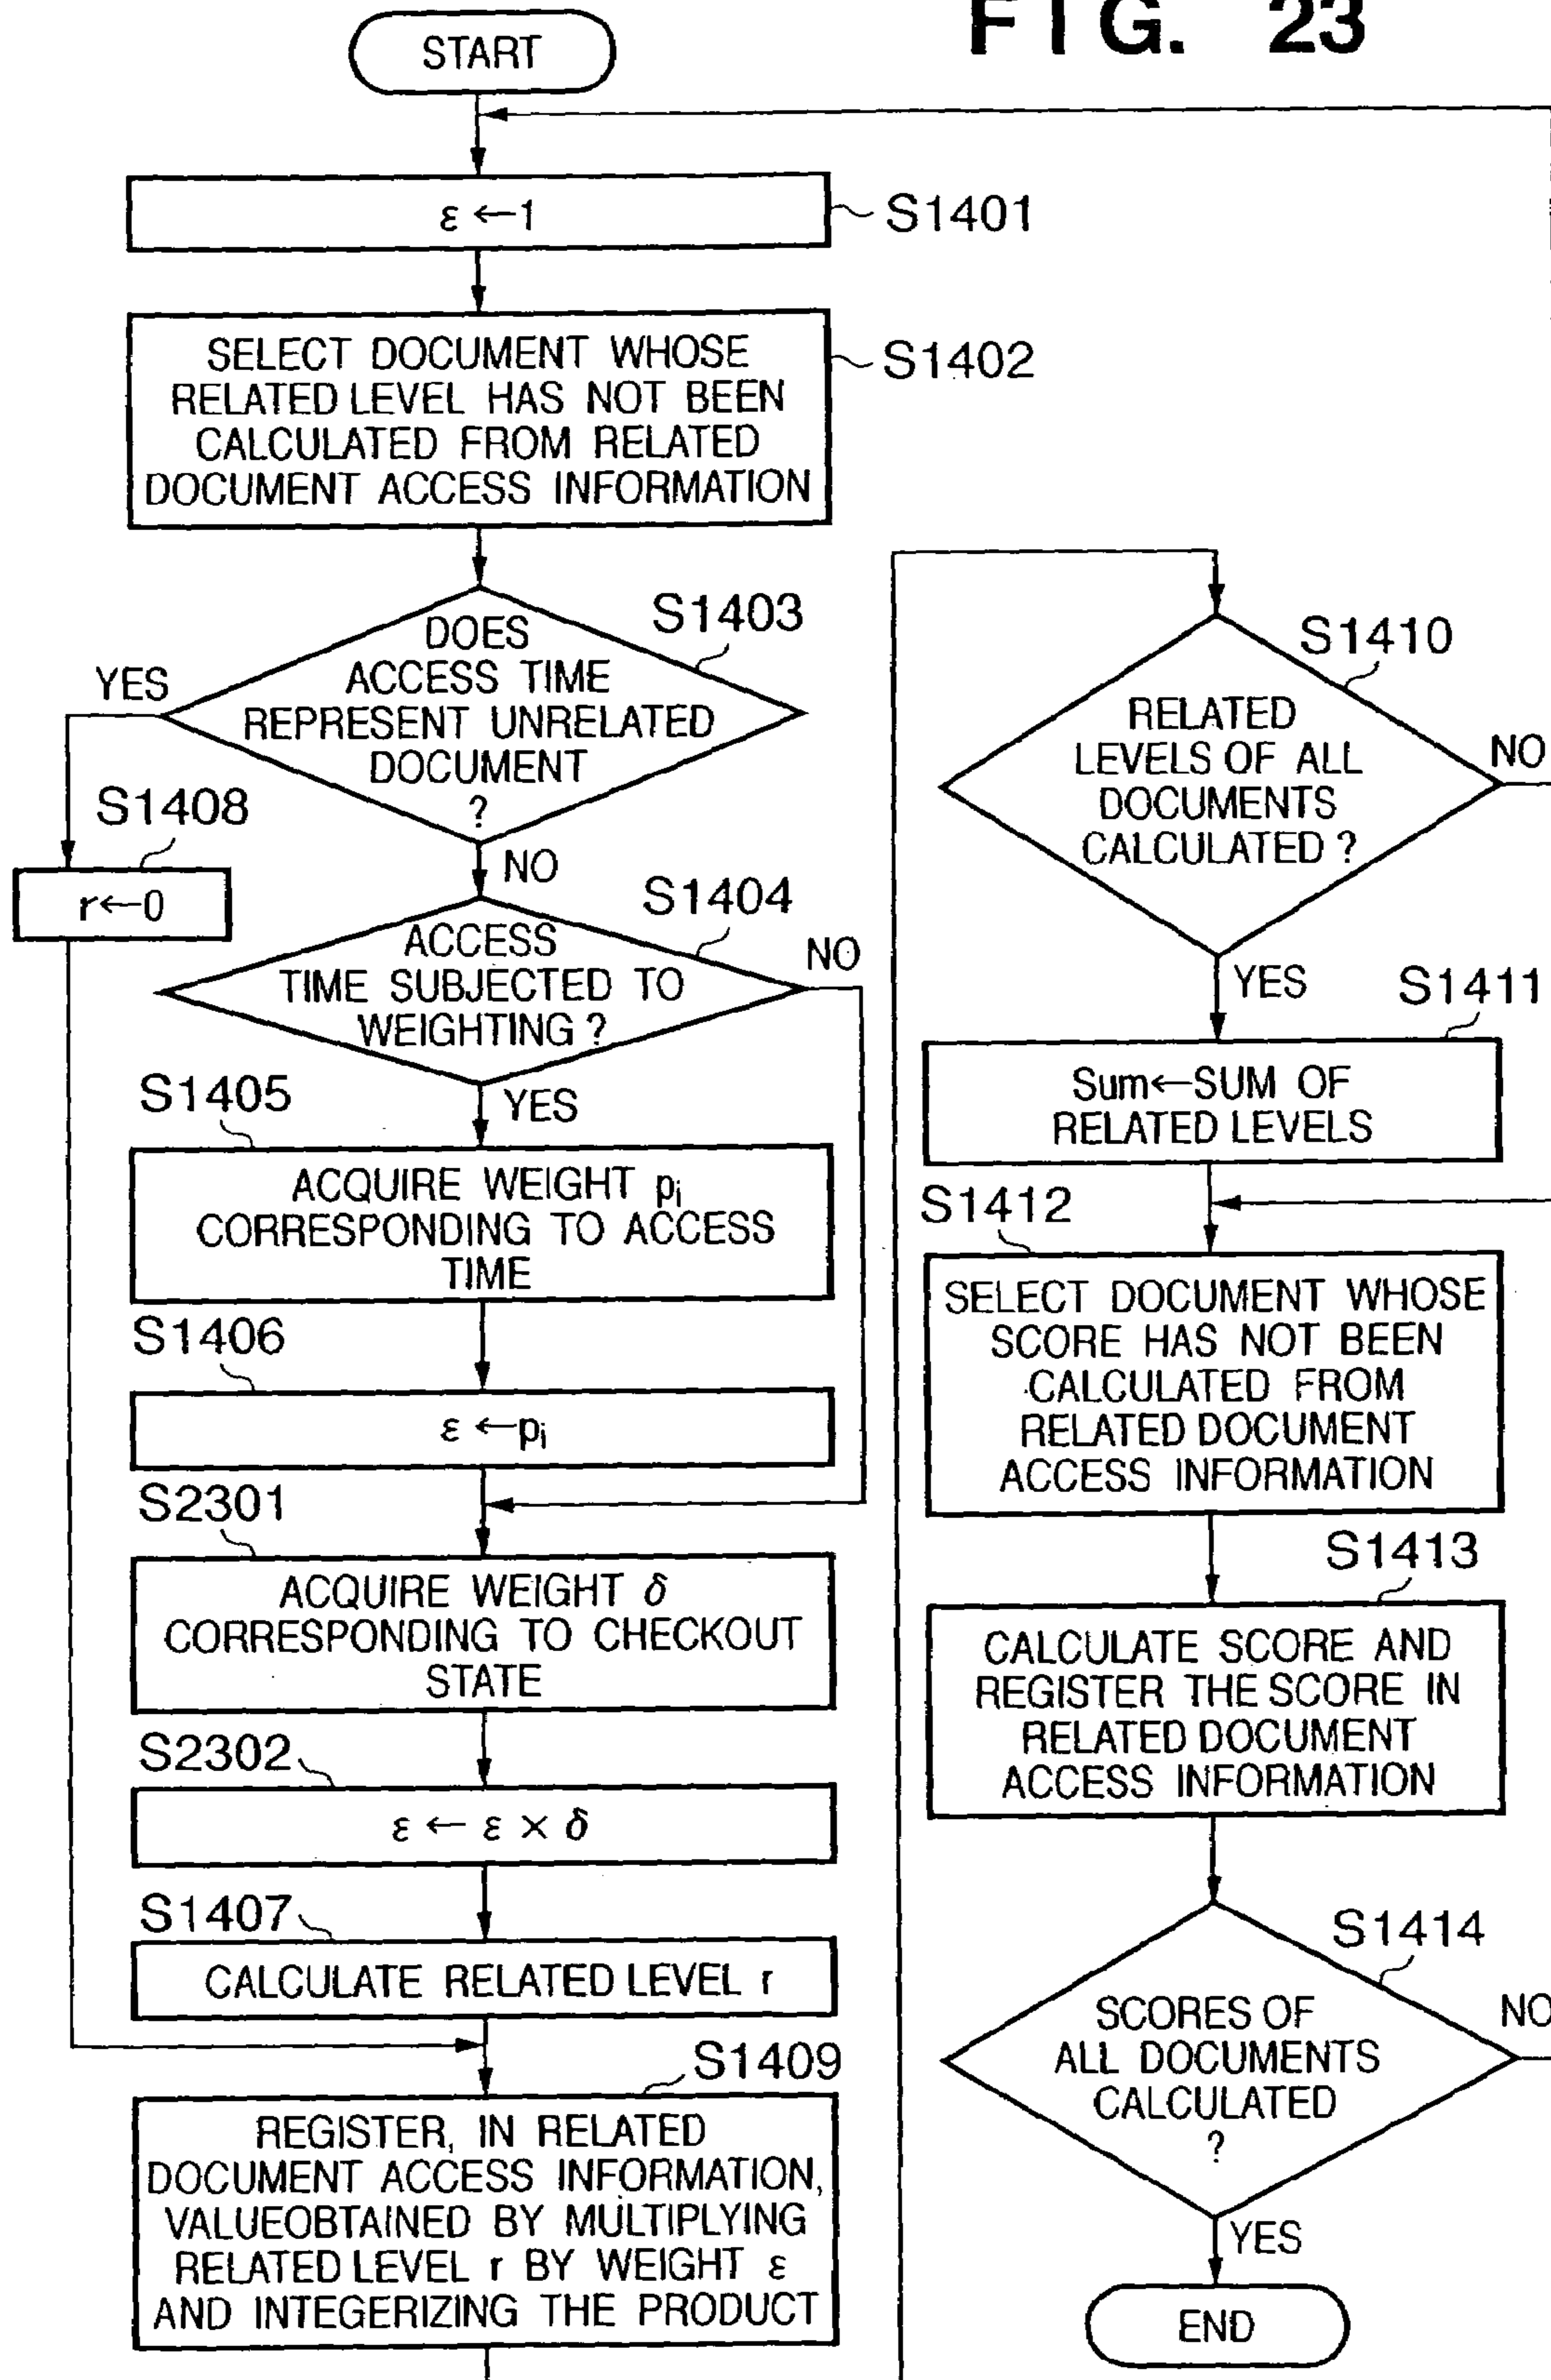 FIG. 23
START
ε ←1
S1401
SELECT DOCUMENT WHOSE
RELATED LEVEL HAS NOT BEEN
CALCULATED FROM RELATED
DOCUMENT ACCESS INFORMATION
S1402
DOES
ACCESS TIME
REPRESENT UNRELATED
DOCUMENT
?
S1403
YES
NO
S1408
r←0
ACCESS
TIME SUBJECTED TO
WEIGHTING ?
S1404
NO
YES
S1405
ACQUIRE WEIGHT pi
CORRESPONDING TO ACCESS
TIME
S1406
ε ←pi
S2301
ACQUIRE WEIGHT δ
CORRESPONDING TO CHECKOUT
STATE
S2302
ε ← ε × δ
S1407
CALCULATE RELATED LEVEL r
S1409
REGISTER, IN RELATED
DOCUMENT ACCESS INFORMATION,
VALUEOBTAINED BY MULTIPLYING
RELATED LEVEL r BY WEIGHT ε
AND INTEGERIZING THE PRODUCT
S1410
RELATED
LEVELS OF ALL
DOCUMENTS
CALCULATED ?
NO
YES
S1411
Sum←SUM OF
RELATED LEVELS
S1412
SELECT DOCUMENT WHOSE
SCORE HAS NOT BEEN
CALCULATED FROM
RELATED DOCUMENT
ACCESS INFORMATION
S1413
CALCULATE SCORE AND
REGISTER THE SCORE IN
RELATED DOCUMENT
ACCESS INFORMATION
S1414
SCORES OF
ALL DOCUMENTS
CALCULATED
?
NO
YES
END